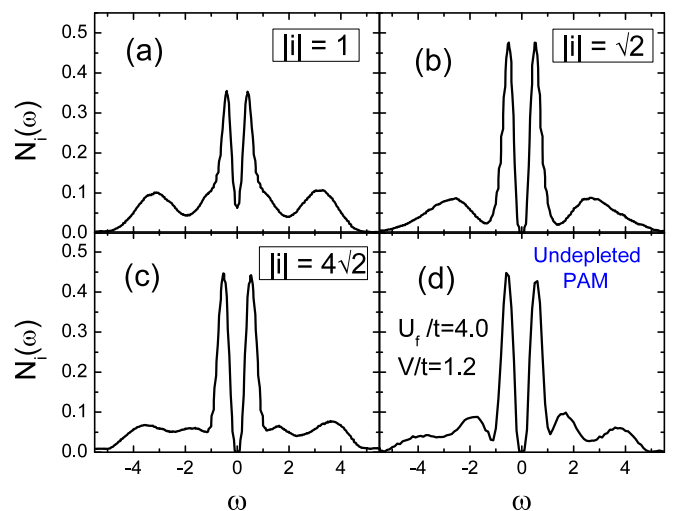 (a)
|i| = 1
(b)
|i| = √2
N_i(ω)
0.5
0.4
0.3
0.2
0.1
0.0
(c)
|i| = 4√2
(d)
Undepleted
PAM
U_f /t=4.0
V/t=1.2
N_i(ω)
0.5
0.4
0.3
0.2
0.1
0.0
-4 -2 0 2 4
-4 -2 0 2 4
ω
ω